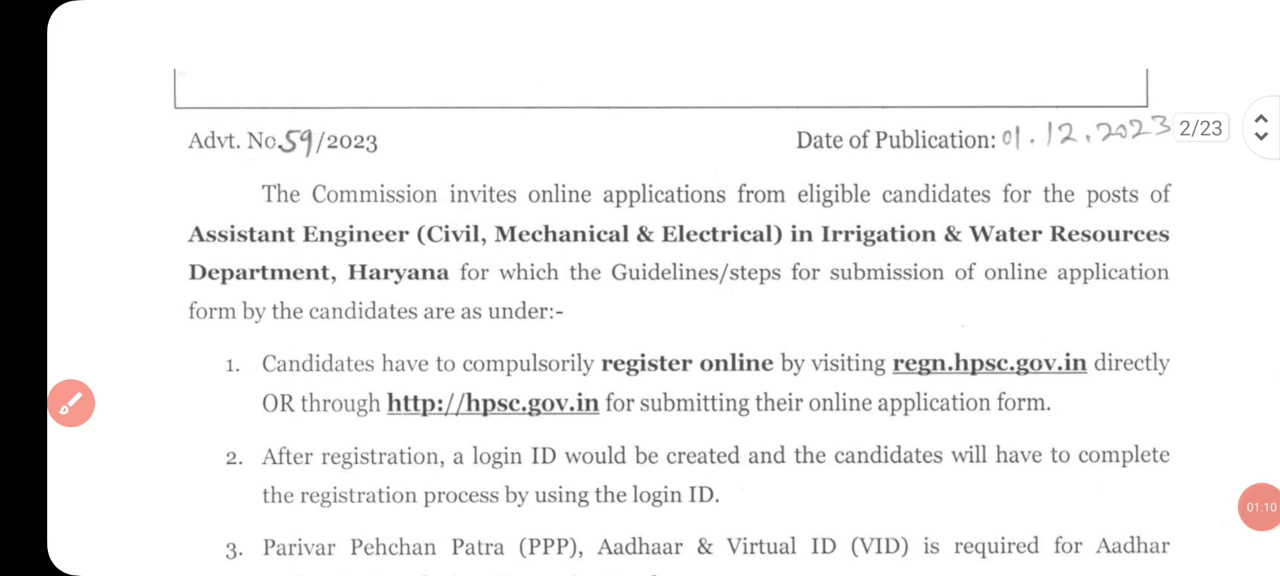 Advt. No.59/2023
Date of Publication: 01.12.2023
2/23
The Commission invites online applications from eligible candidates for the posts of
Assistant Engineer (Civil, Mechanical & Electrical) in Irrigation & Water Resources
Department, Haryana for which the Guidelines/steps for submission of online application
form by the candidates are as under:-
1. Candidates have to compulsorily register online by visiting regn.hpsc.gov.in directly
OR through http://hpsc.gov.in for submitting their online application form.
2. After registration, a login ID would be created and the candidates will have to complete
the registration process by using the login ID.
01:10
3. Parivar Pehchan Patra (PPP), Aadhaar & Virtual ID (VID) is required for Aadhar